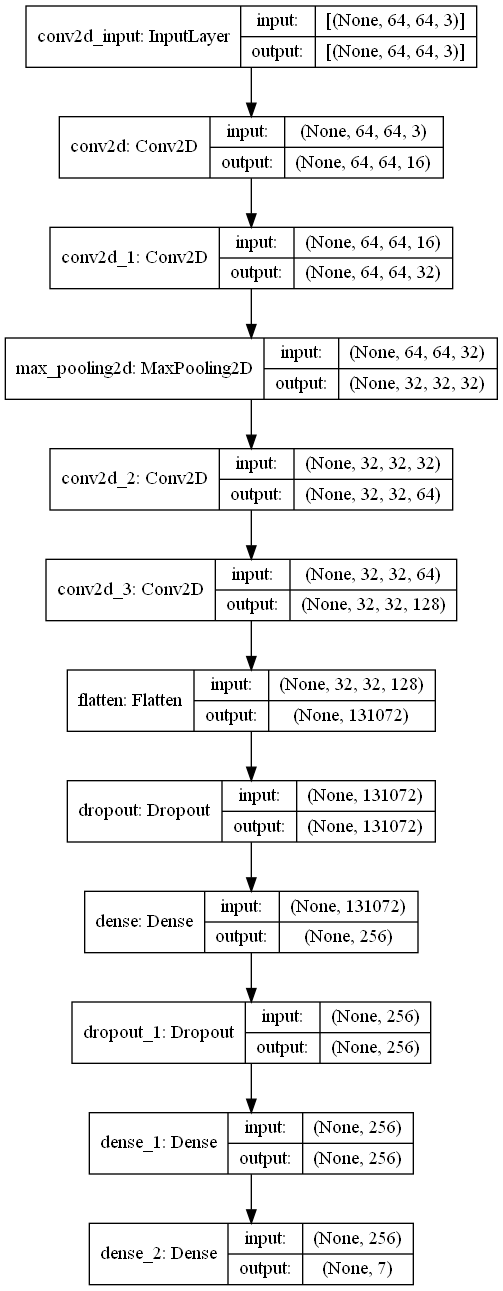 conv2d_input: InputLayer
input:
[(None, 64, 64, 3)]
output:
[(None, 64, 64, 3)]
conv2d: Conv2D
input:
(None, 64, 64, 3)
output:
(None, 64, 64, 16)
conv2d_1: Conv2D
input:
(None, 64, 64, 16)
output:
(None, 64, 64, 32)
max_pooling2d: MaxPooling2D
input:
(None, 64, 64, 32)
output:
(None, 32, 32, 32)
conv2d_2: Conv2D
input:
(None, 32, 32, 32)
output:
(None, 32, 32, 64)
conv2d_3: Conv2D
input:
(None, 32, 32, 64)
output:
(None, 32, 32, 128)
flatten: Flatten
input:
(None, 32, 32, 128)
output:
(None, 131072)
dropout: Dropout
input:
(None, 131072)
output:
(None, 131072)
dense: Dense
input:
(None, 131072)
output:
(None, 256)
dropout_1: Dropout
input:
(None, 256)
output:
(None, 256)
dense_1: Dense
input:
(None, 256)
output:
(None, 256)
dense_2: Dense
input:
(None, 256)
output:
(None, 7)